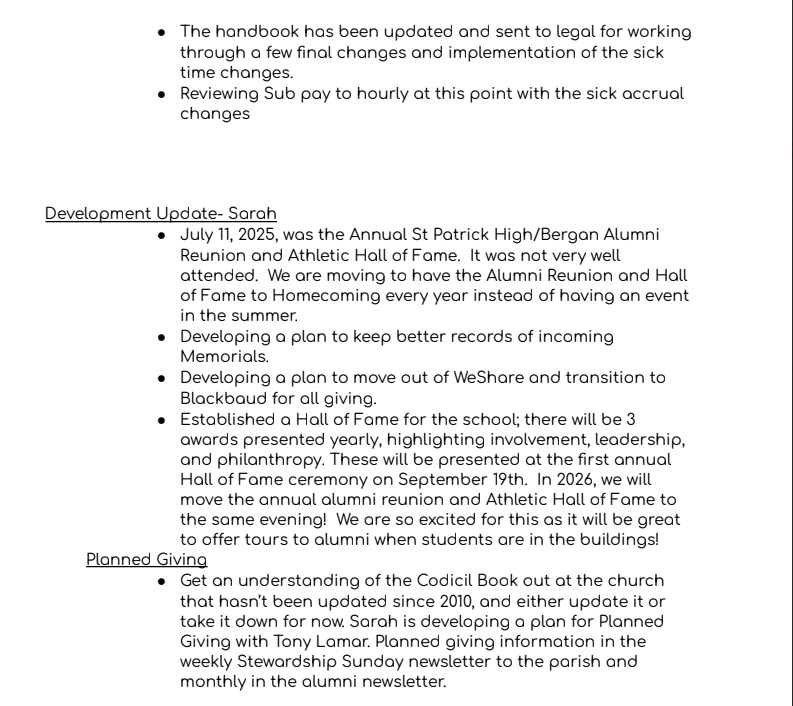 ● The handbook has been updated and sent to legal for working
through a few final changes and implementation of the sick
time changes.
● Reviewing Sub pay to hourly at this point with the sick accrual
changes
Development Update- Sarah
● July 11, 2025, was the Annual St Patrick High/Bergan Alumni
Reunion and Athletic Hall of Fame.  It was not very well
attended.  We are moving to have the Alumni Reunion and Hall
of Fame to Homecoming every year instead of having an event
in the summer.
● Developing a plan to keep better records of incoming
Memorials.
● Developing a plan to move out of WeShare and transition to
Blackbaud for all giving.
● Established a Hall of Fame for the school; there will be 3
awards presented yearly, highlighting involvement, leadership,
and philanthropy. These will be presented at the first annual
Hall of Fame ceremony on September 19th.  In 2026, we will
move the annual alumni reunion and Athletic Hall of Fame to
the same evening!  We are so excited for this as it will be great
to offer tours to alumni when students are in the buildings!
Planned Giving
● Get an understanding of the Codicil Book out at the church
that hasn't been updated since 2010, and either update it or
take it down for now. Sarah is developing a plan for Planned
Giving with Tony Lamar. Planned giving information in the
weekly Stewardship Sunday newsletter to the parish and
monthly in the alumni newsletter.